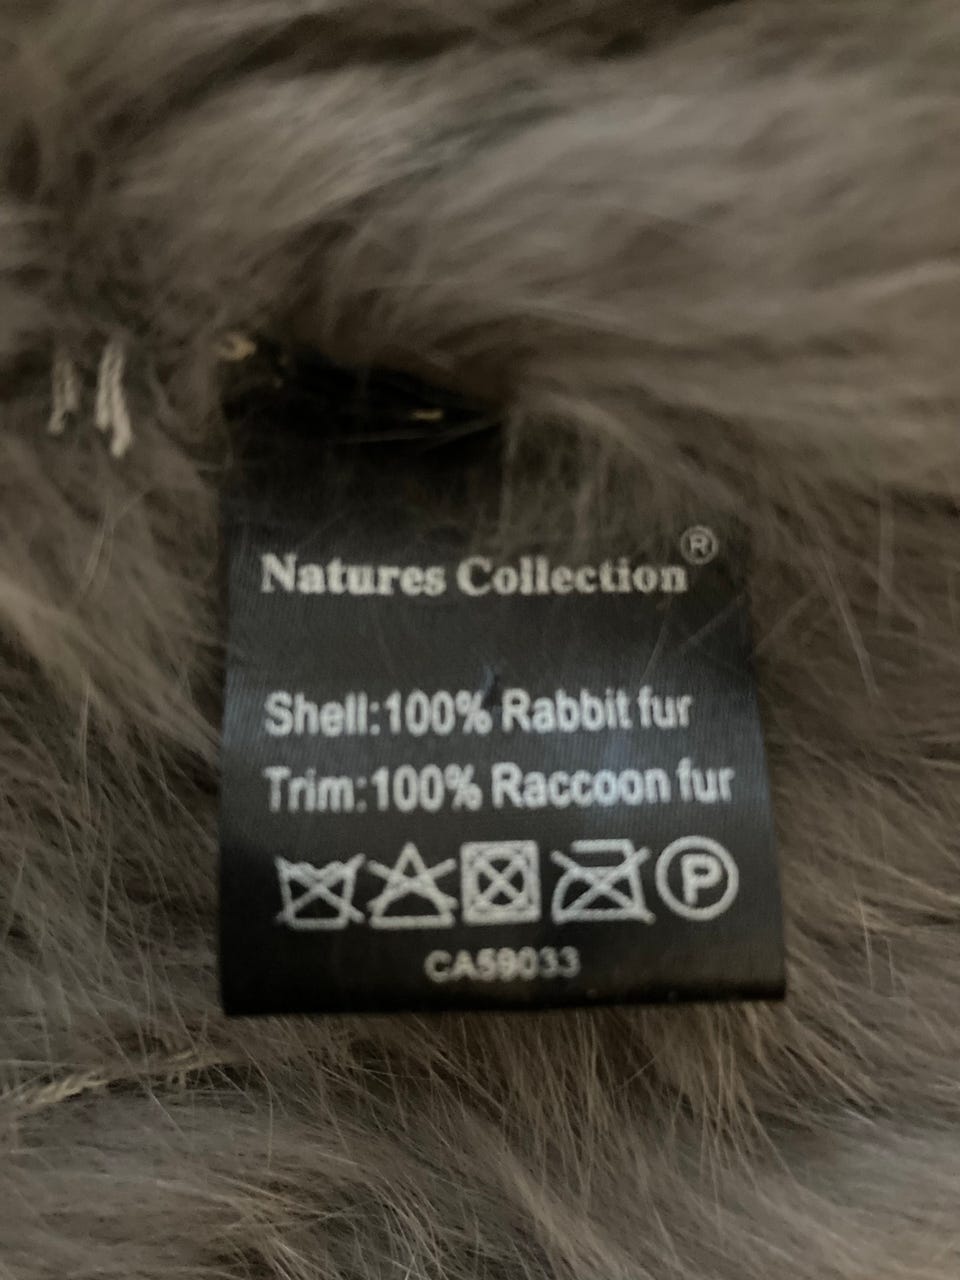 Natures Collection®
Shell:100% Rabbit fur
Trim:100% Raccoon fur
P
CA59033